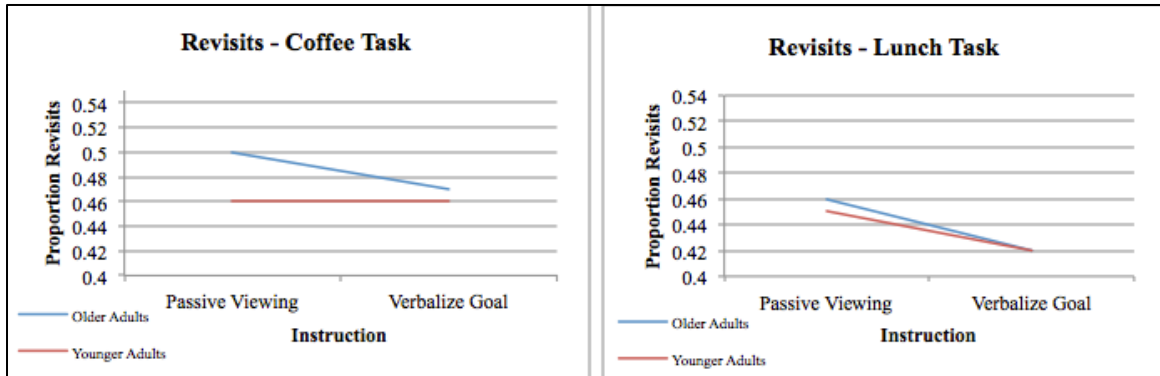 Revisits - Coffee Task
Proportion Revisits
0.54
0.52
0.5
0.48
0.46
0.44
0.42
0.4
Passive Viewing Verbalize Goal
Instruction
Older Adults
Younger Adults
Revisits - Lunch Task
Proportion Revisits
0.54
0.52
0.5
0.48
0.46
0.44
0.42
0.4
Passive Viewing Verbalize Goal
Instruction
Older Adults
Younger Adults